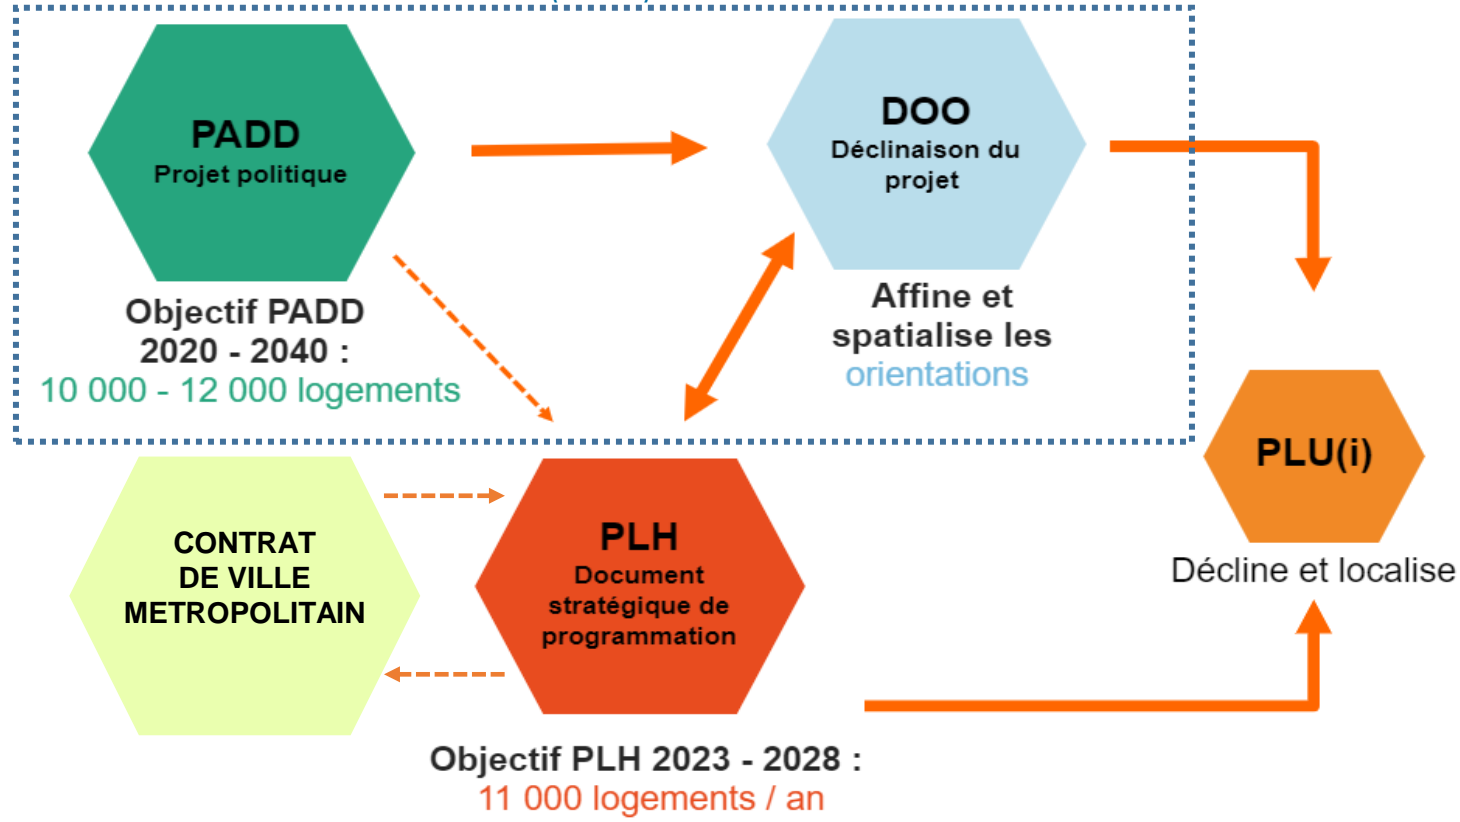 PADD
Projet politique
Objectif PADD
2020 - 2040 :
10 000 - 12 000 logements
DOO
Déclinaison du
projet
Affine et
spatialise les
orientations
CONTRAT
DE VILLE
METROPOLITAIN
PLH
Document
stratégique de
programmation
Objectif PLH 2023 - 2028 :
11 000 logements / an
PLU(i)
Décline et localise